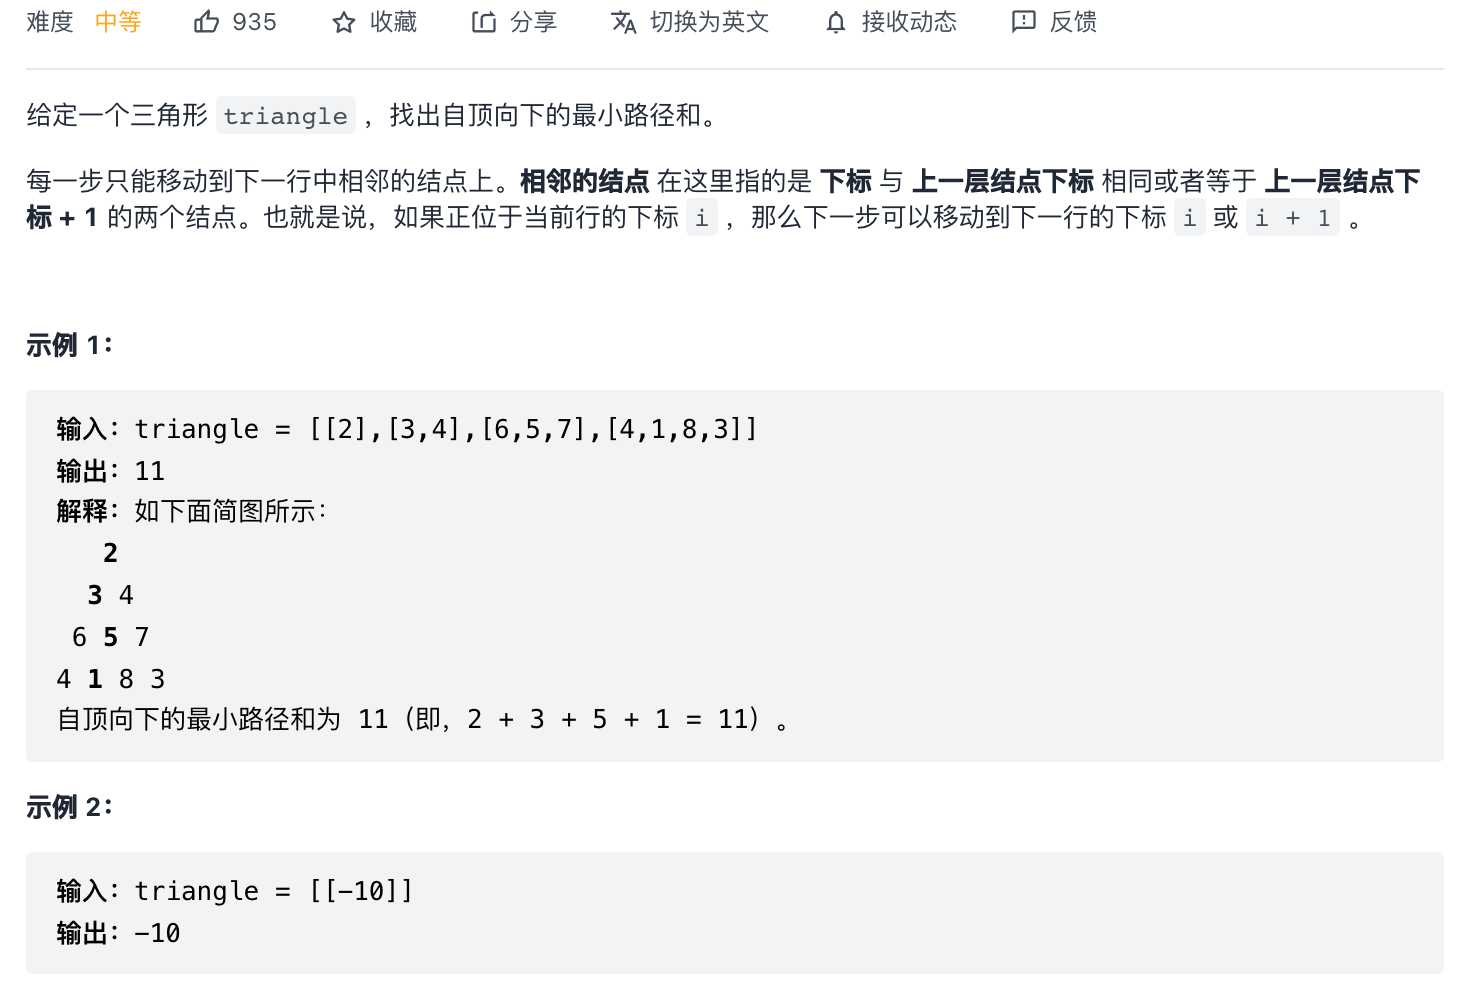 难度 中等 935 收藏 分享 切换为英文 接收动态 反馈
给定一个三角形 triangle ，找出自顶向下的最小路径和。
每一步只能移动到下一行中相邻的结点上。相邻的结点 在这里指的是 下标 与 上一层结点下标 相同或者等于 上一层结点下
标 + 1 的两个结点。也就是说，如果正位于当前行的下标 i ，那么下一步可以移动到下一行的下标 i 或 i + 1 。
示例 1：
输入：triangle = [[2],[3,4],[6,5,7],[4,1,8,3]]
输出：11
解释：如下面简图所示：
2
3 4
6 5 7
4 1 8 3
自顶向下的最小路径和为 11（即，2 + 3 + 5 + 1 = 11）。
示例 2：
输入：triangle = [[-10]]
输出：-10